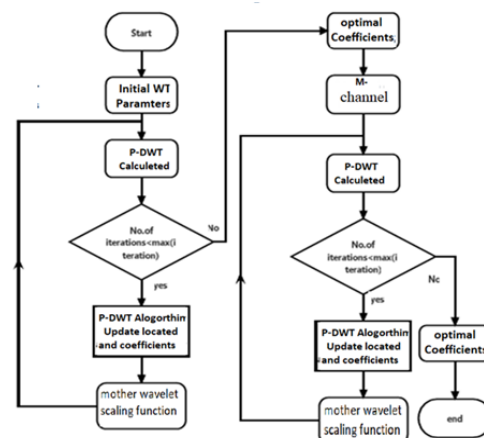 Start
Initial WT
Paramters
P-DWT
Calculeted
No.of
iterstions<max(i
teration)
No
yes
P-DWT Alogorthin
Update located
and coefficients
mother wavelet
scaling function
optimal
Coefficients
M-
channel
P-DWT
Calculeted
No.of
iterations<max(i
teration)
Nc
yes
P-DWT Alogorthin
Update located
and coefficients
mother wavelet
scaling function
optimal
Coefficients
end